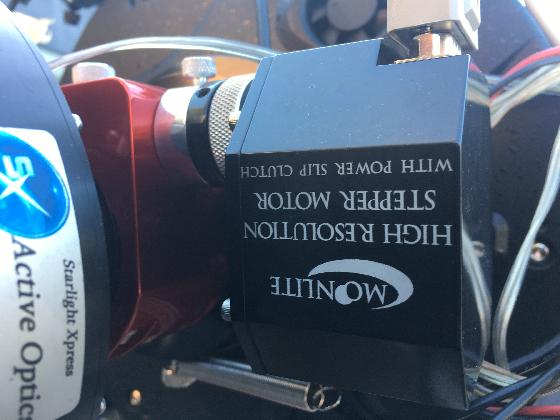 SX
Active Optics
Starlight Xpress
MOONLITE
HIGH RESOLUTION
STEPPER MOTOR
WITH POWER SLIP CLUTCH